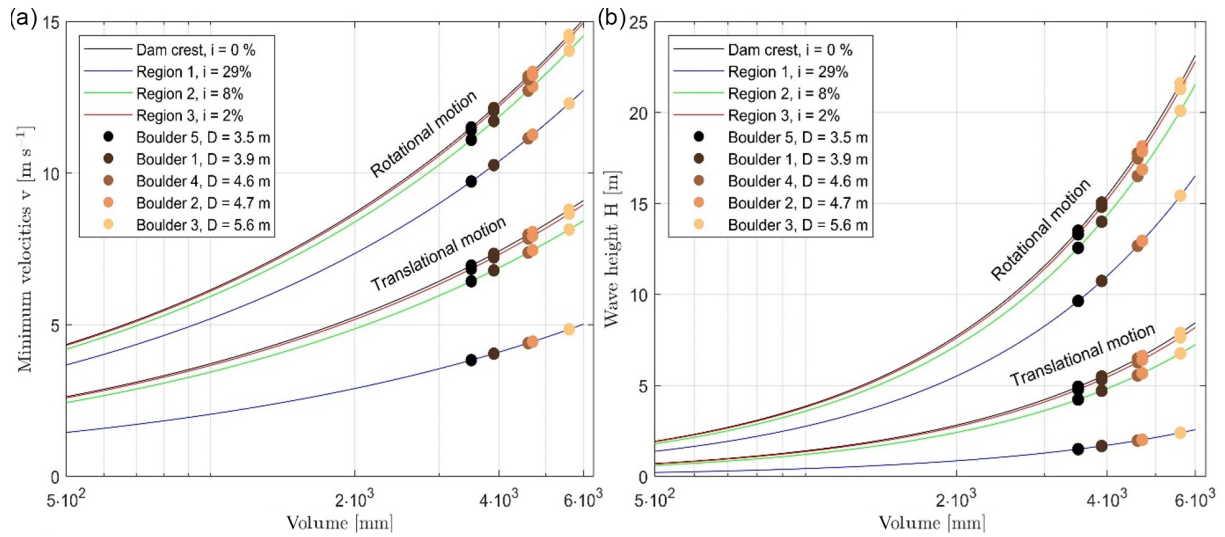 (a)
15
10
5
0
Minimum velocities v [m s⁻¹]
Dam crest, i = 0 %
Region 1, i = 29%
Region 2, i = 8%
Region 3, i = 2%
Boulder 5, D = 3.5 m
Boulder 1, D = 3.9 m
Boulder 4, D = 4.6 m
Boulder 2, D = 4.7 m
Boulder 3, D = 5.6 m
Rotational motion
Translational motion
5·10²
2·10³
4·10³
6·10³
Volume [mm]
(b)
25
20
15
10
5
0
Wave height H [m]
Dam crest, i = 0 %
Region 1, i = 29%
Region 2, i = 8%
Region 3, i = 2%
Boulder 5, D = 3.5 m
Boulder 1, D = 3.9 m
Boulder 4, D = 4.6 m
Boulder 2, D = 4.7 m
Boulder 3, D = 5.6 m
Rotational motion
Translational motion
5·10²
2·10³
4·10³
6·10³
Volume [mm]